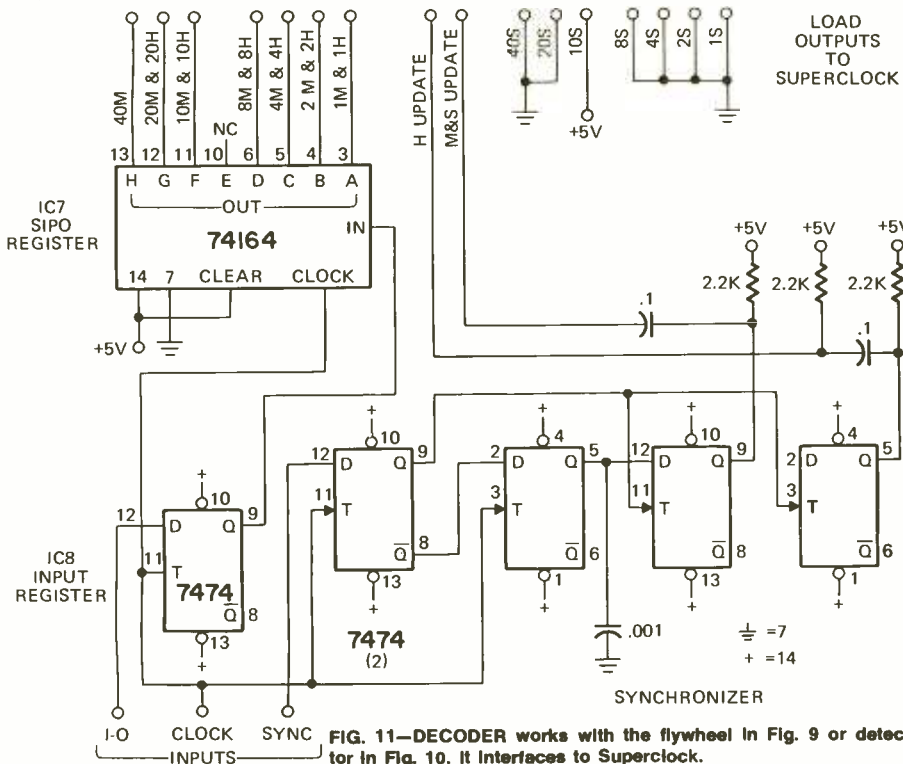 40M
20M & 20H
10M & 10H
NC
8M & 8H
4M & 4H
2 M & 2H
1M & 1H
H UPDATE
M&S UPDATE
40S
20S
10S
+5V
8S
4S
2S
1S
LOAD
OUTPUTS
TO
SUPERCLOCK
13 12 11 10 6 5 4 3
H G F E D C B A
OUT
IN
IC7
SIPO
REGISTER
74164
14 7 CLEAR CLOCK
+5V
+5V +5V +5V
2.2K 2.2K 2.2K
.1
.1
+ 10
12 D Q 9
11 T
Q 8
13
+
IC8
INPUT
REGISTER
7474
+ 10
12 D Q 9
11 T
Q 8
13
+
7474
(2)
+ 4
2 D Q 5
3 T
Q 6
1
+
.001
+ 10
12 D Q 9
11 T
Q 8
13
+
+ 4
2 D Q 5
3 T
Q 6
1
+
=7
+ =14
SYNCHRONIZER
I-O CLOCK SYNC
INPUTS
FIG. 11—DECODER works with the flywheel in Fig. 9 or detec-
tor in Fig. 10. It interfaces to Superclock.